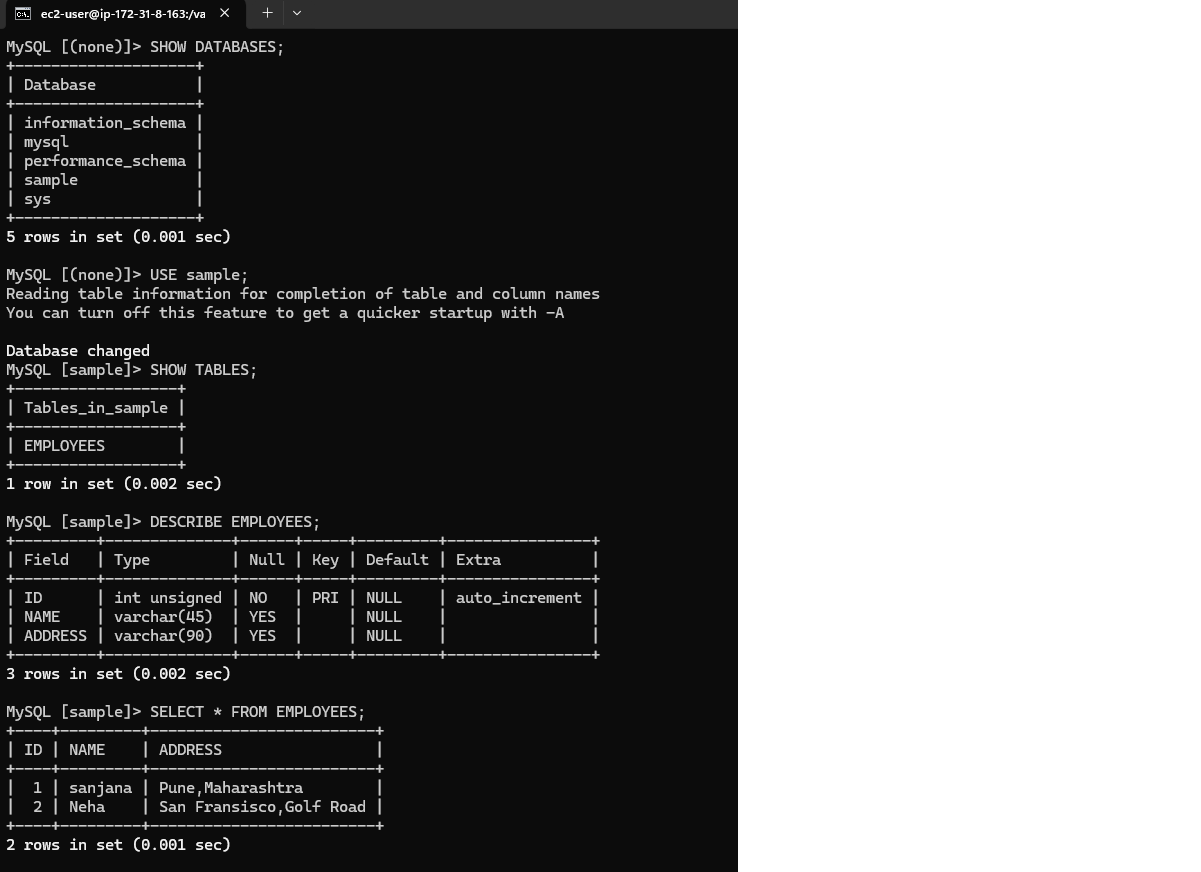 ec2-user@ip-172-31-8-163:/va
MySQL [(none)]> SHOW DATABASES;
+--------------------+
| Database           |
+--------------------+
| information_schema |
| mysql              |
| performance_schema |
| sample             |
| sys                |
+--------------------+
5 rows in set (0.001 sec)
MySQL [(none)]> USE sample;
Reading table information for completion of table and column names
You can turn off this feature to get a quicker startup with -A
Database changed
MySQL [sample]> SHOW TABLES;
+------------------+
| Tables_in_sample |
+------------------+
| EMPLOYEES        |
+------------------+
1 row in set (0.002 sec)
MySQL [sample]> DESCRIBE EMPLOYEES;
+---------+--------------+------+-----+---------+----------------+
| Field   | Type         | Null | Key | Default | Extra          |
+---------+--------------+------+-----+---------+----------------+
| ID      | int unsigned | NO   | PRI | NULL    | auto_increment |
| NAME    | varchar(45)  | YES  |     | NULL    |                |
| ADDRESS | varchar(90)  | YES  |     | NULL    |                |
+---------+--------------+------+-----+---------+----------------+
3 rows in set (0.002 sec)
MySQL [sample]> SELECT * FROM EMPLOYEES;
+----+---------+-------------------------+
| ID | NAME    | ADDRESS                 |
+----+---------+-------------------------+
|  1 | sanjana | Pune,Maharashtra        |
|  2 | Neha    | San Fransisco,Golf Road |
+----+---------+-------------------------+
2 rows in set (0.001 sec)